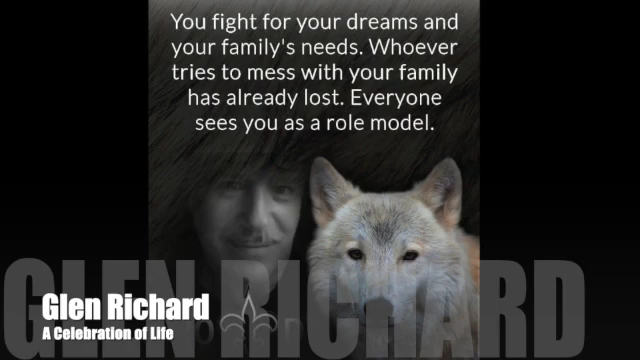 You fight for your dreams and
your family's needs. Whoever
tries to mess with your family
has already lost. Everyone
sees you as a role model.
GLEN RICHARD
Glen Richard
A Celebration of Life